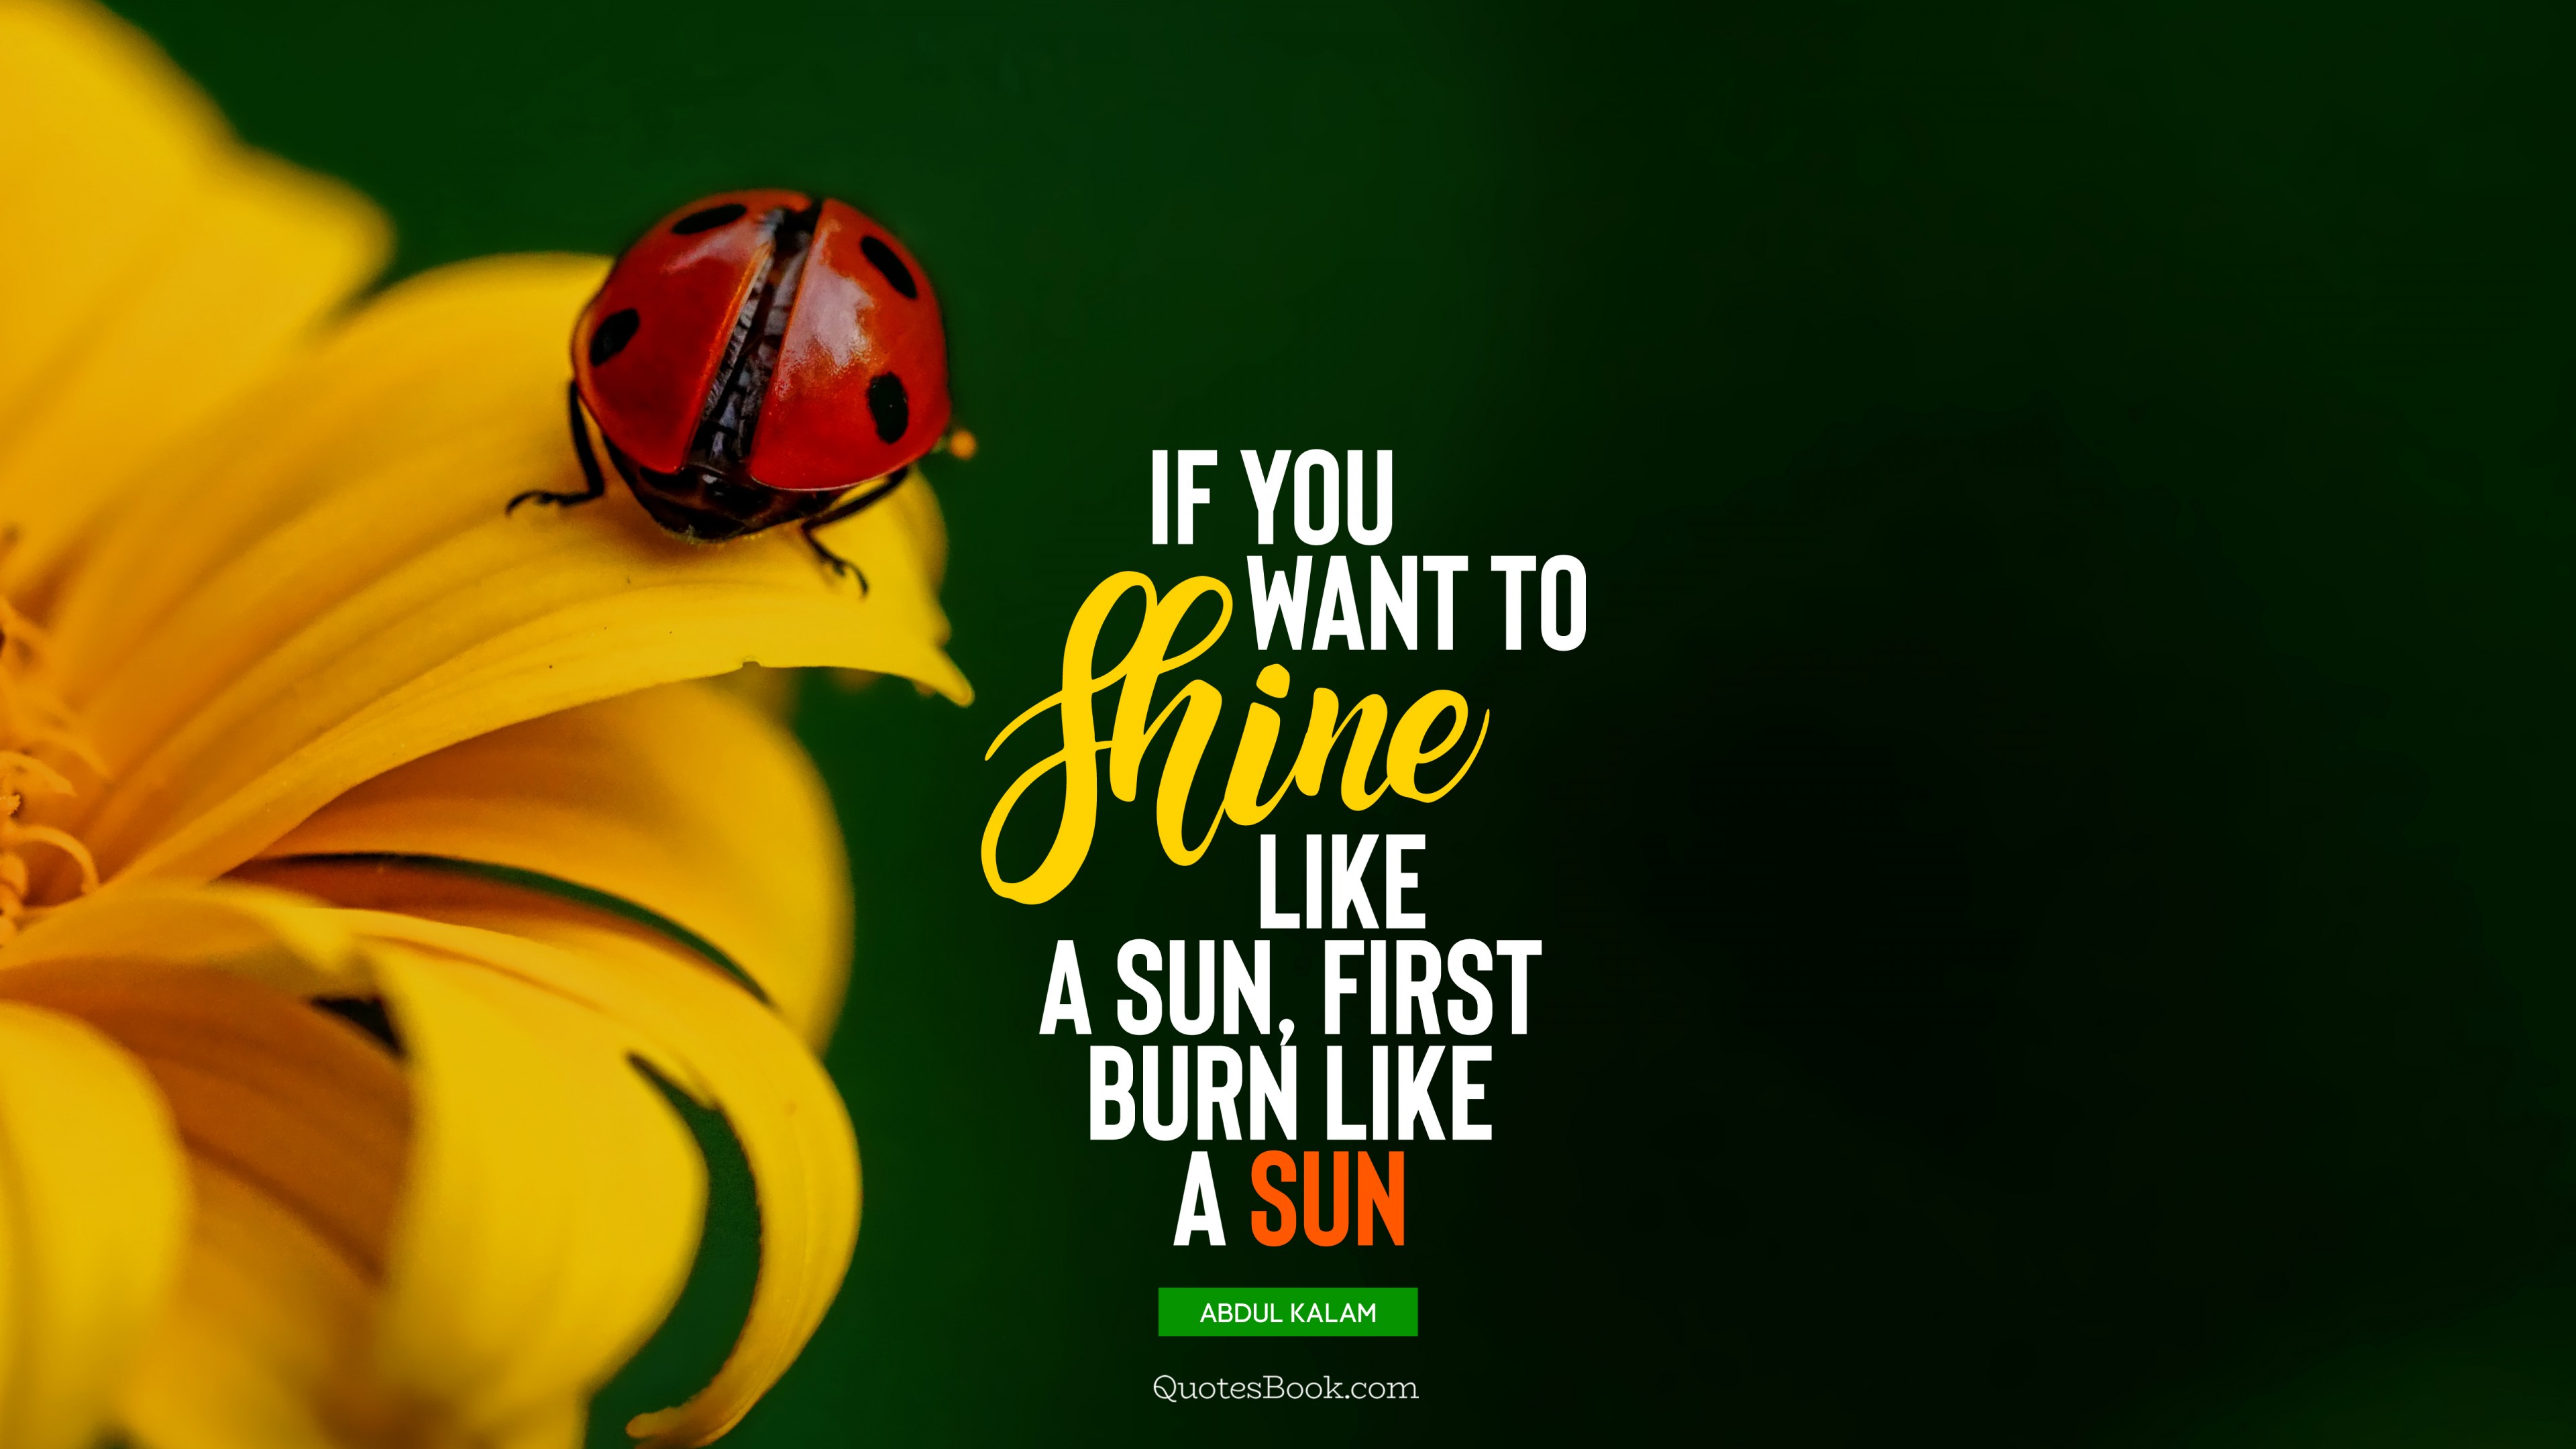 IF YOU
WANT TO
Shine
LIKE
A SUN, FIRST
BURN LIKE
A SUN
ABDUL KALAM
QuotesBook.com